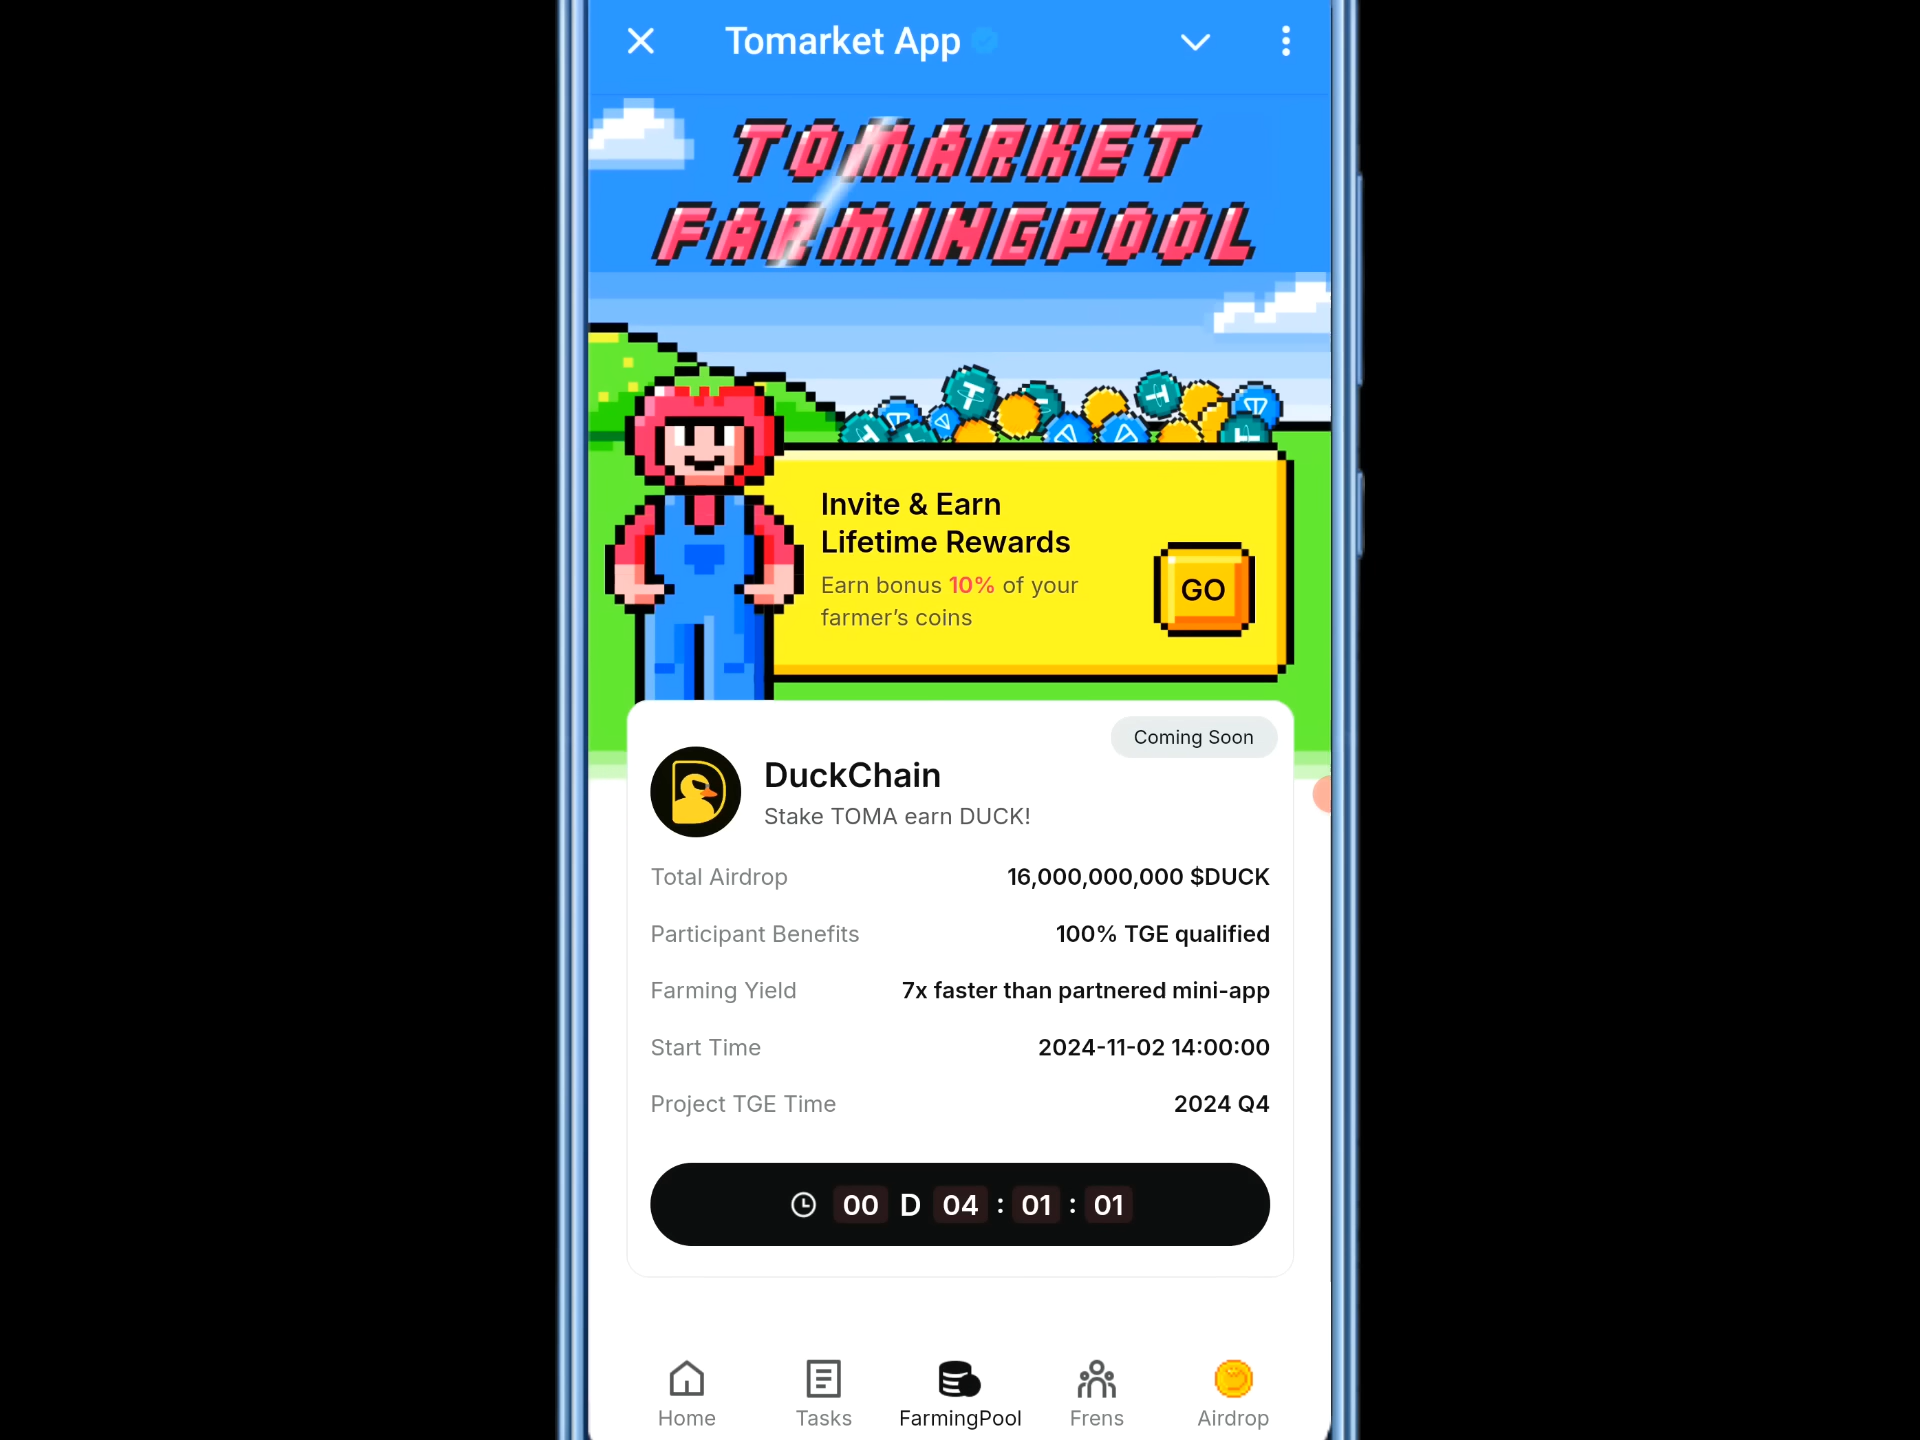 Tomarket App
TOMARKET
FARMINGPOOL
Invite & Earn
Lifetime Rewards
Earn bonus 10% of your
farmer's coins
GO
Coming Soon
DuckChain
Stake TOMA earn DUCK!
Total Airdrop 16,000,000,000 $DUCK
Participant Benefits 100% TGE qualified
Farming Yield 7x faster than partnered mini-app
Start Time 2024-11-02 14:00:00
Project TGE Time 2024 Q4
00 D 04 : 01 : 01
Home Tasks FarmingPool Frens Airdrop